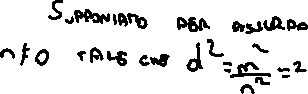 SUPPONIAMO PER ASSURDO
n≠0 TALE CHE d² = m²/n² = 2